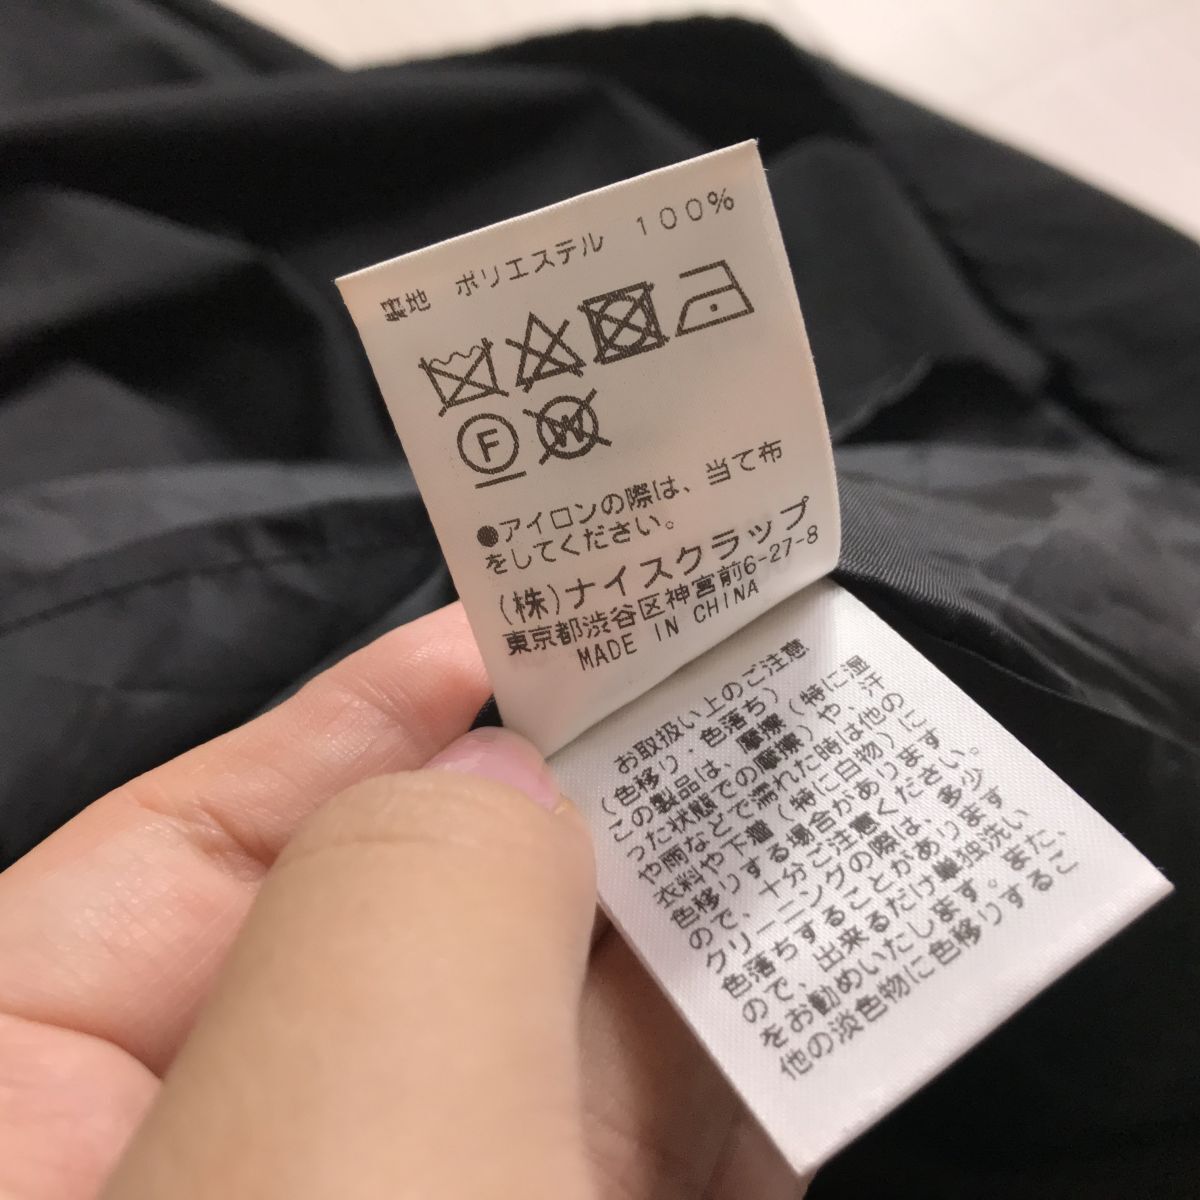 ポリエステル 100%
F
W
●アイロンの際は、当て布
をしてください。
(株)ナイスクラップ
東京都渋谷区神宮前6-27-8
MADE IN CHINA
お取扱い上のご注意
(色移り・色落ち)
この製品は、摩擦(特に湿
った状態での摩擦)や、汗
や雨などで濡れた時は他の
衣料や下着(特に白物)に
色移りする場合があります
ので、十分ご注意ください。
クリーニングの際は、多少
色落ちすることがあります
ので、出来るだけ単独洗い
をお勧めいたします。また、
他の淡色物に色移りするこ